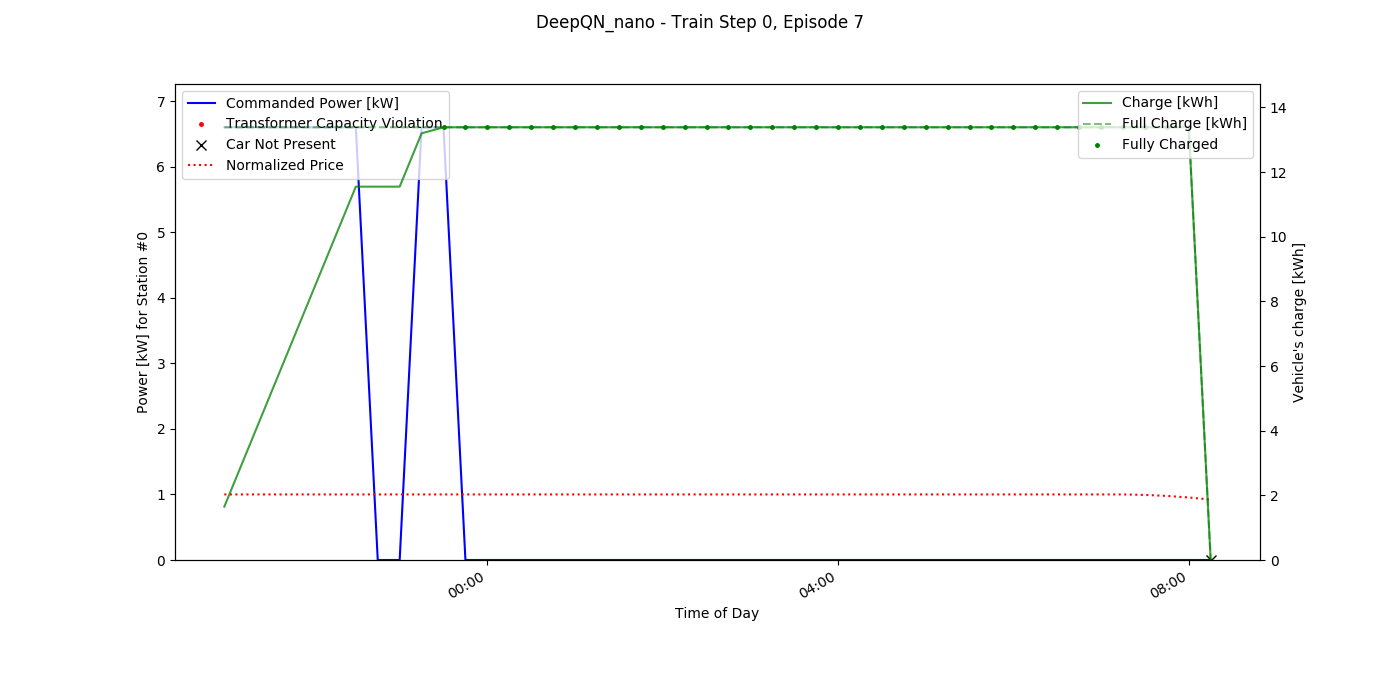 DeepQN_nano - Train Step 0, Episode 7
Commanded Power [kW]
Transformer Capacity Violation
Car Not Present
Normalized Price
Charge [kWh]
Full Charge [kWh]
Fully Charged
7
6
5
4
3
2
1
0
Power [kW] for Station #0
14
12
10
8
6
4
2
0
Vehicle's charge [kWh]
00:00
04:00
08:00
Time of Day